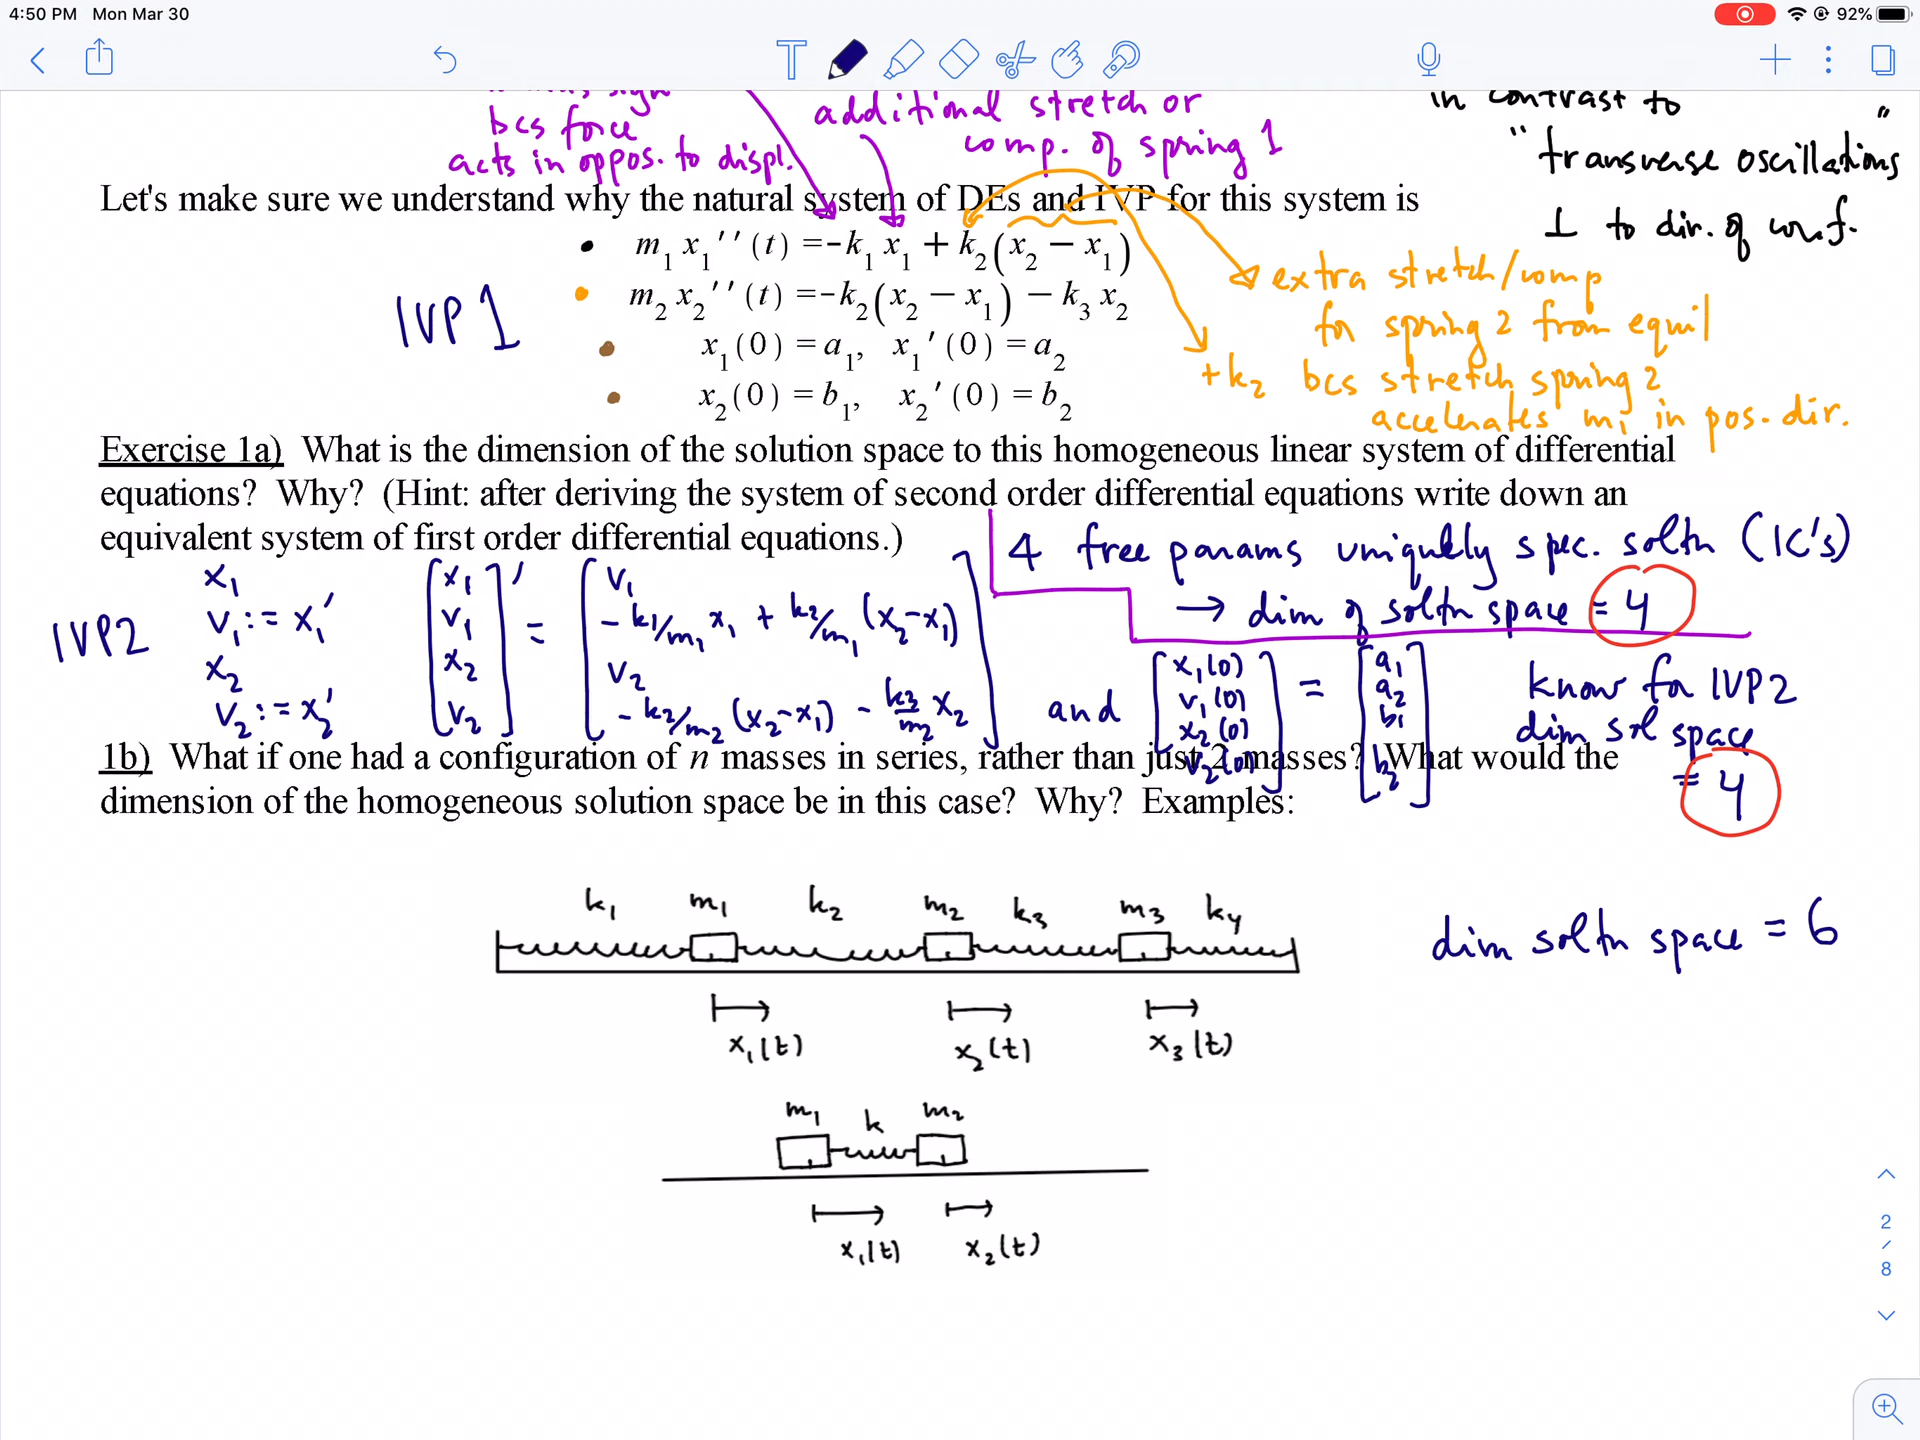 4:50 PM Mon Mar 30
92%
T
bcs force
acts in oppos. to displ.
additional stretch or
comp. of spring 1
in contrast to
"transverse oscillations"
⊥ to dir. of conf.
Let's make sure we understand why the natural system of DEs and IVP for this system is
• m₁ x₁''(t) = -k₁ x₁ + k₂(x₂ − x₁)
• m₂ x₂''(t) = -k₂(x₂ − x₁) − k₃ x₂
• x₁(0) = a₁, x₁'(0) = a₂
• x₂(0) = b₁, x₂'(0) = b₂
IVP 1
extra stretch/comp
for spring 2 from equil
+k₂ bcs stretch spring 2
accelerates m₁ in pos. dir.
Exercise 1a) What is the dimension of the solution space to this homogeneous linear system of differential
equations? Why? (Hint: after deriving the system of second order differential equations write down an
equivalent system of first order differential equations.)
4 free params uniquely spec. soltn (IC's)
→ dim of soltn space = 4
IVP2
x₁
v₁ := x₁'
x₂
v₂ := x₂'
[x₁ v₁ x₂ v₂]' =
v₁
-k₁/m₁ x₁ + k₂/m₁ (x₂-x₁)
v₂
-k₂/m₂ (x₂-x₁) - k₃/m₂ x₂
and [x₁(0) v₁(0) x₂(0) v₂(0)] = [a₁ a₂ b₁ b₂]
know for IVP2
dim sol space
= 4
1b) What if one had a configuration of n masses in series, rather than just 2 masses? What would the
dimension of the homogeneous solution space be in this case? Why? Examples:
k₁ m₁ k₂ m₂ k₃ m₃ k₄
dim soltn space = 6
x₁(t) x₂(t) x₃(t)
m₁ k m₂
x₁(t) x₂(t)
2
/
8